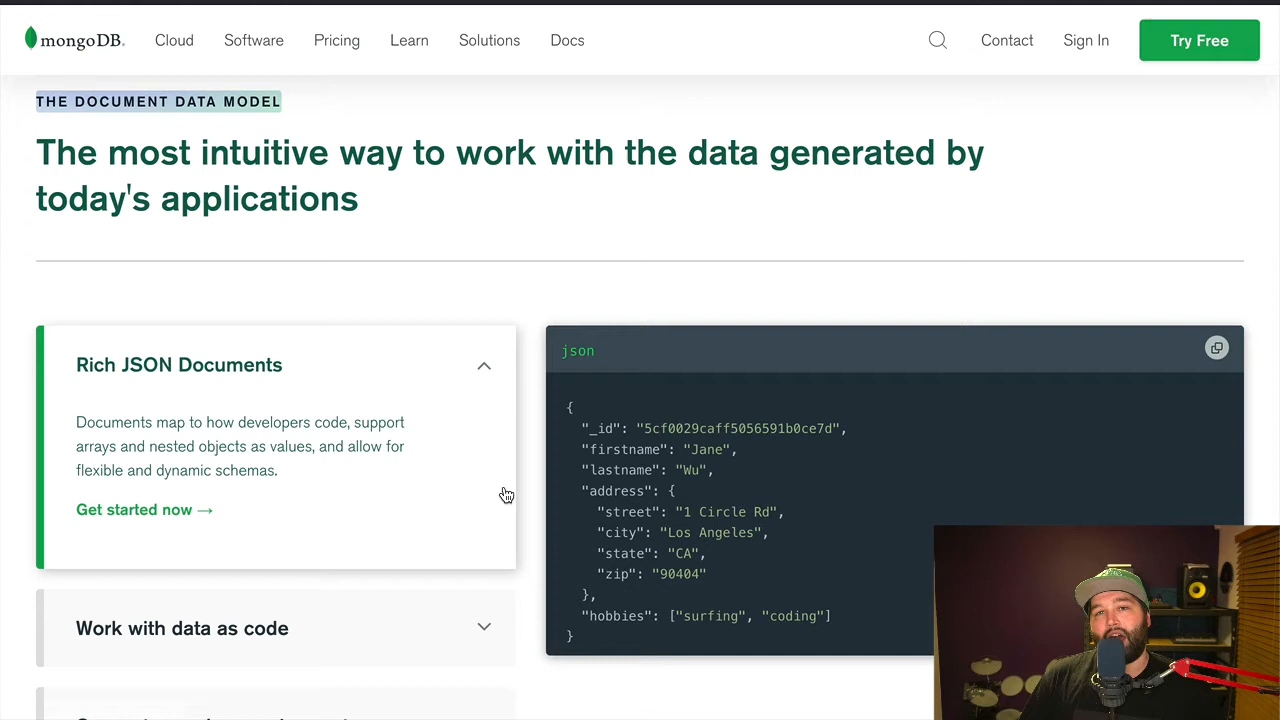 mongoDB.
Cloud
Software
Pricing
Learn
Solutions
Docs
Contact
Sign In
Try Free
THE DOCUMENT DATA MODEL
The most intuitive way to work with the data generated by
today's applications
Rich JSON Documents
Documents map to how developers code, support
arrays and nested objects as values, and allow for
flexible and dynamic schemas.
Get started now →
Work with data as code
json
{
"_id": "5cf0029caff5056591b0ce7d",
"firstname": "Jane",
"lastname": "Wu",
"address": {
"street": "1 Circle Rd",
"city": "Los Angeles",
"state": "CA",
"zip": "90404"
},
"hobbies": ["surfing", "coding"]
}